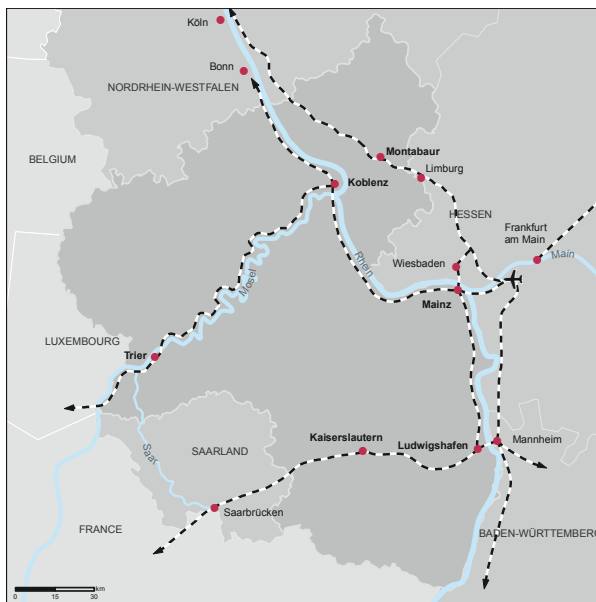 Köln
Bonn
NORDRHEIN-WESTFALEN
BELGIUM
Montabaur
Limburg
Koblenz
HESSEN
Frankfurt
am Main
Main
Wiesbaden
Rhein
Mosel
Mainz
LUXEMBOURG
Trier
Kaiserslautern
Ludwigshafen
Mannheim
Saar
SAARLAND
Saarbrücken
FRANCE
BADEN-WÜRTTEMBERG
km
0 15 30